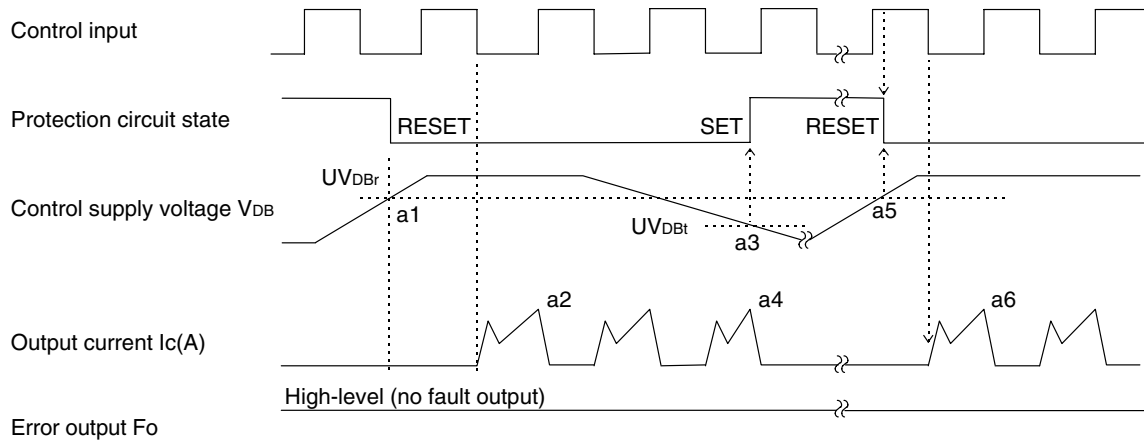 Control input
Protection circuit state
RESET
SET
RESET
UVDBr
Control supply voltage VDB
a1
a5
UVDBt
a3
a2
a4
a6
Output current Ic(A)
High-level (no fault output)
Error output Fo